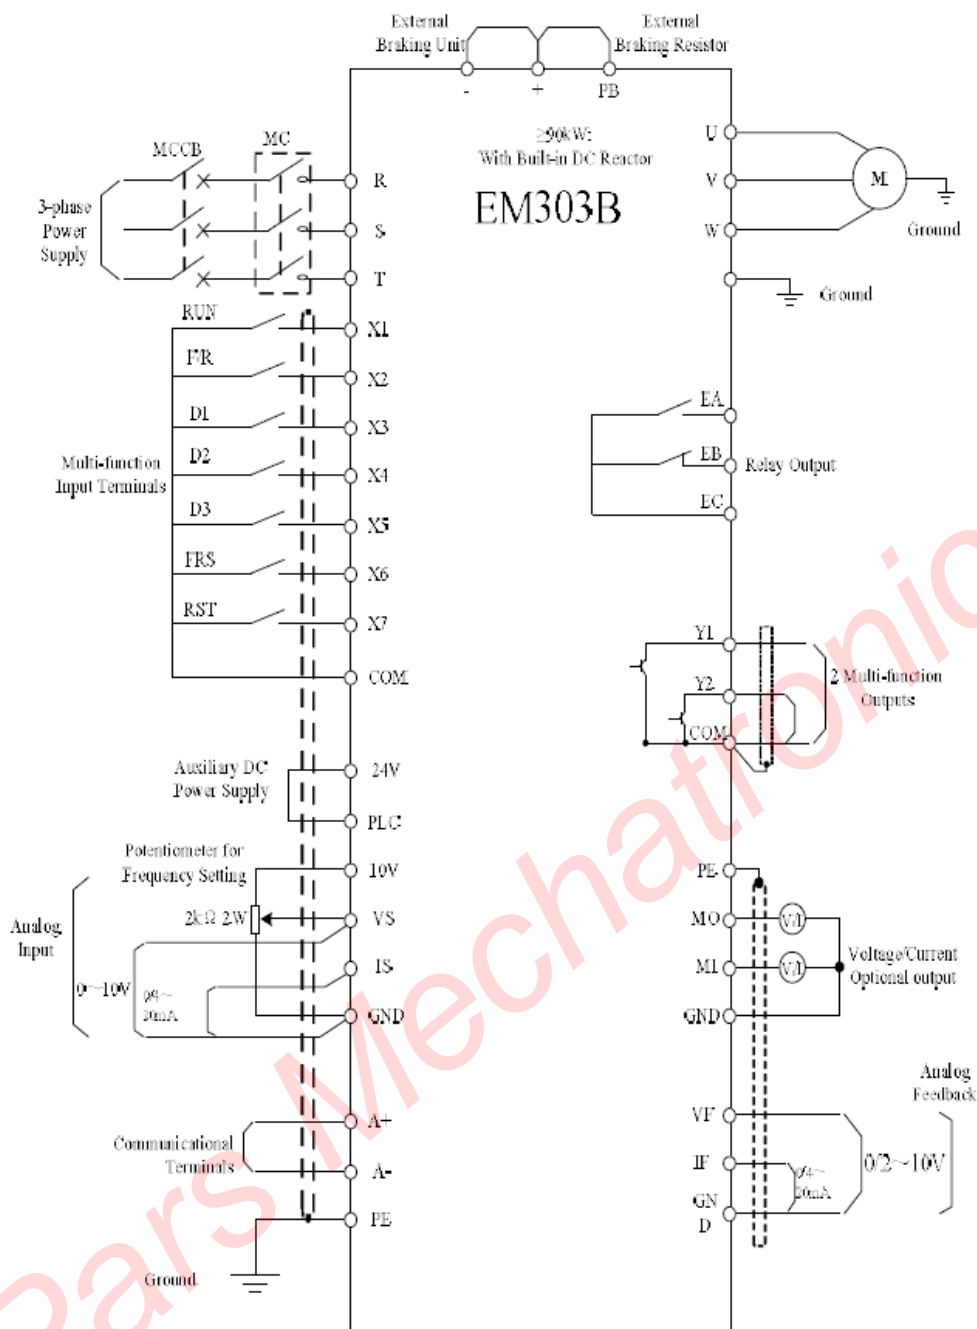 External
Braking Unit
External
Braking Resistor
-
+
PB
≥90kW:
With Built-in DC Reactor
EM303B
MCCB
MC
3-phase
Power
Supply
R
S
T
U
V
W
M
Ground
Ground
RUN
X1
F/R
X2
D1
X3
D2
X4
D3
X5
FRS
X6
RST
X7
COM
Multi-function
Input Terminals
EA
EB
EC
Relay Output
Y1
Y2
COM
2 Multi-function
Outputs
Auxiliary DC
Power Supply
24V
PLC
Potentiometer for
Frequency Setting
10V
2kΩ 2W
VS
IS
GND
Analog
Input
0~10V
0/4~
20mA
PE
MO
V/I
M1
V/I
GND
Voltage/Current
Optional output
Analog
Feedback
VF
IF
GN
D
0/4~
20mA
0/2~10V
Communicational
Terminals
A+
A-
PE
Ground
Pars Mechatronic